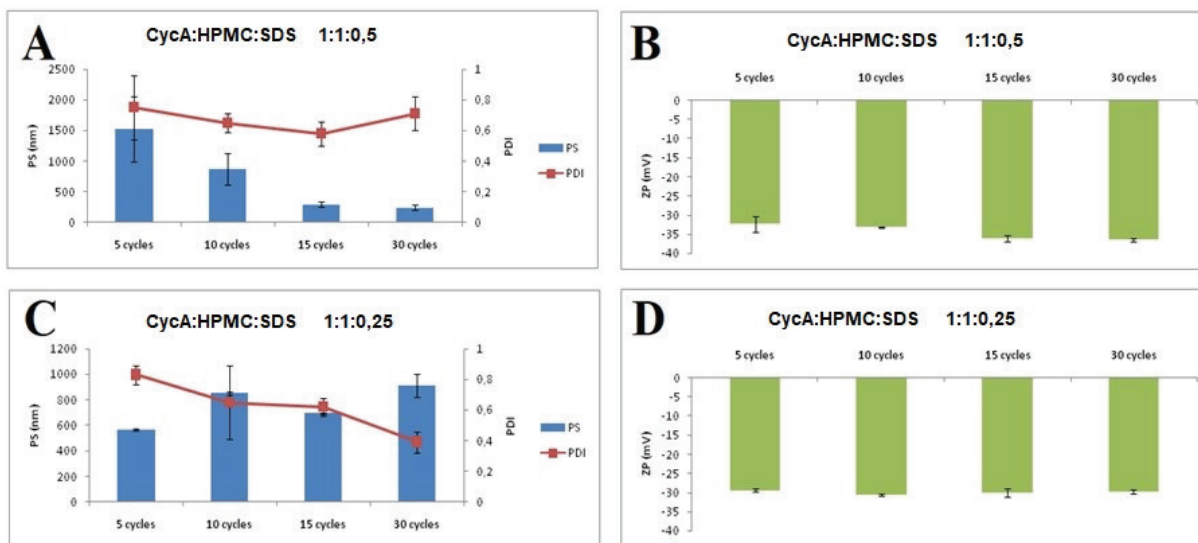 A
CycA:HPMC:SDS 1:1:0,5
2500
2000
1500
1000
500
0
PS (nm)
1
0,8
0,6
0,4
0,2
0
PDI
PS
PDI
5 cycles 10 cycles 15 cycles 30 cycles
B
CycA:HPMC:SDS 1:1:0,5
5 cycles 10 cycles 15 cycles 30 cycles
0
-5
-10
-15
-20
-25
-30
-35
-40
ZP (mV)
C
CycA:HPMC:SDS 1:1:0,25
1200
1000
800
600
400
200
0
PS (nm)
1
0,8
0,6
0,4
0,2
0
PDI
PS
PDI
5 cycles 10 cycles 15 cycles 30 cycles
D
CycA:HPMC:SDS 1:1:0,25
5 cycles 10 cycles 15 cycles 30 cycles
0
-5
-10
-15
-20
-25
-30
-35
-40
ZP (mV)